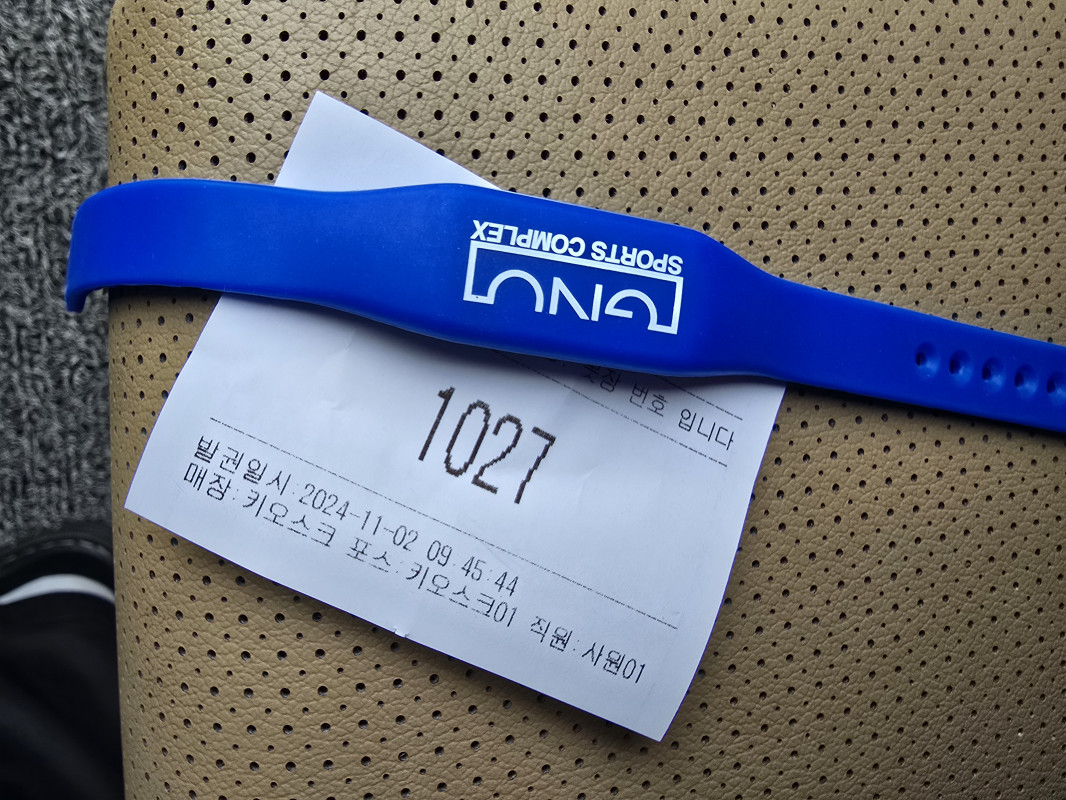 GNU
SPORTS COMPLEX
옷장 번호 입니다
1027
발권일시:2024-11-02 09:45:44
매장:키오스크 포스:키오스크01 직원:사원01